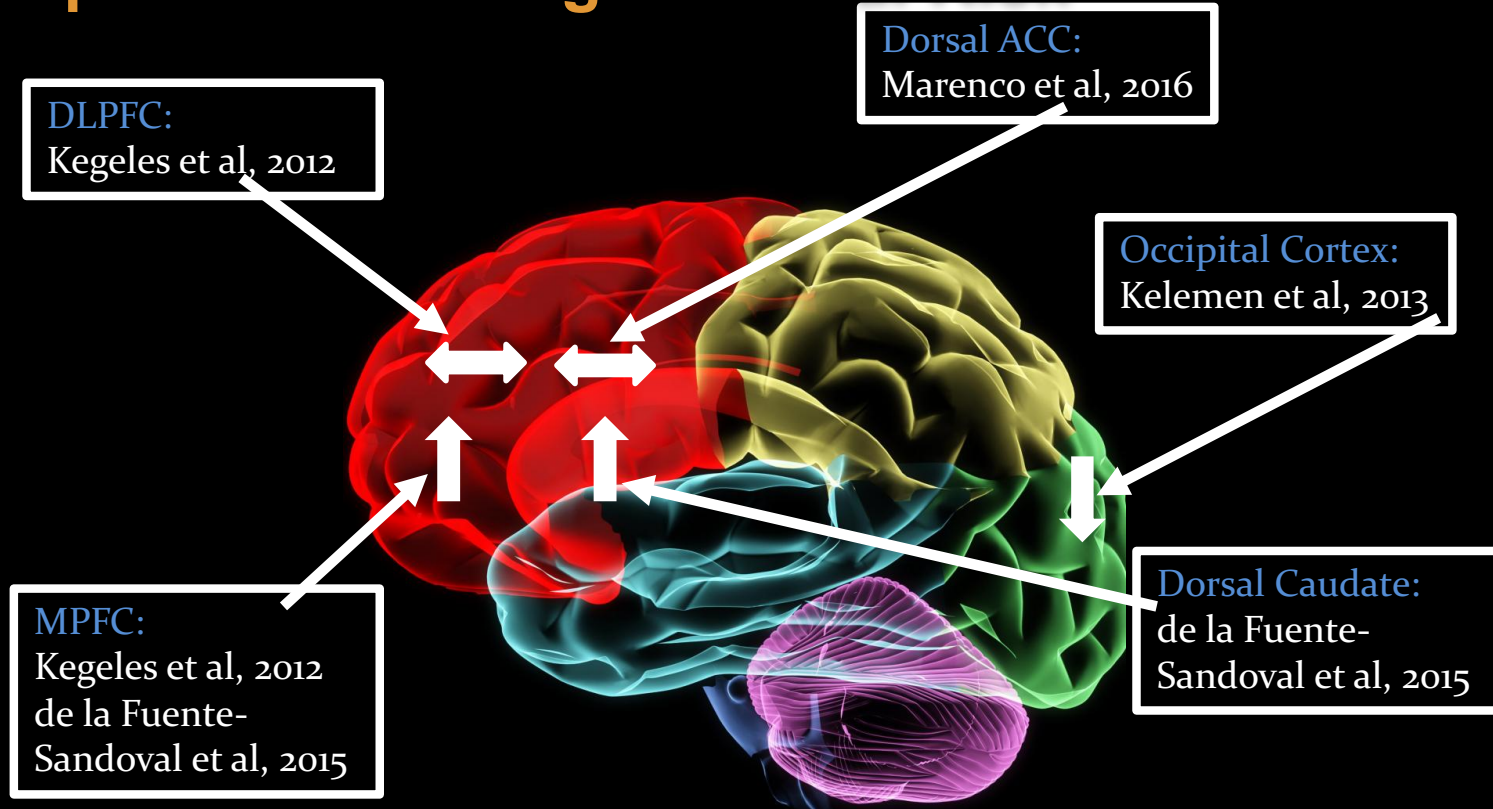 Dorsal ACC:
Marenco et al, 2016
DLPFC:
Kegeles et al, 2012
Occipital Cortex:
Kelemen et al, 2013
MPFC:
Kegeles et al, 2012
de la Fuente-
Sandoval et al, 2015
Dorsal Caudate:
de la Fuente-
Sandoval et al, 2015